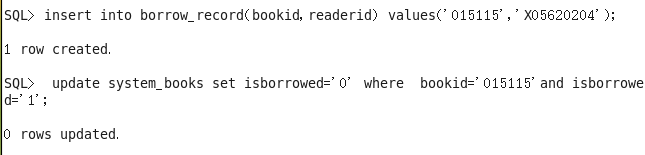 SQL> insert into borrow_record(bookid,readerid) values('015115','X05620204');
1 row created.
SQL>  update system_books set isborrowed='0' where  bookid='015115'and isborrowe
d='1';
0 rows updated.